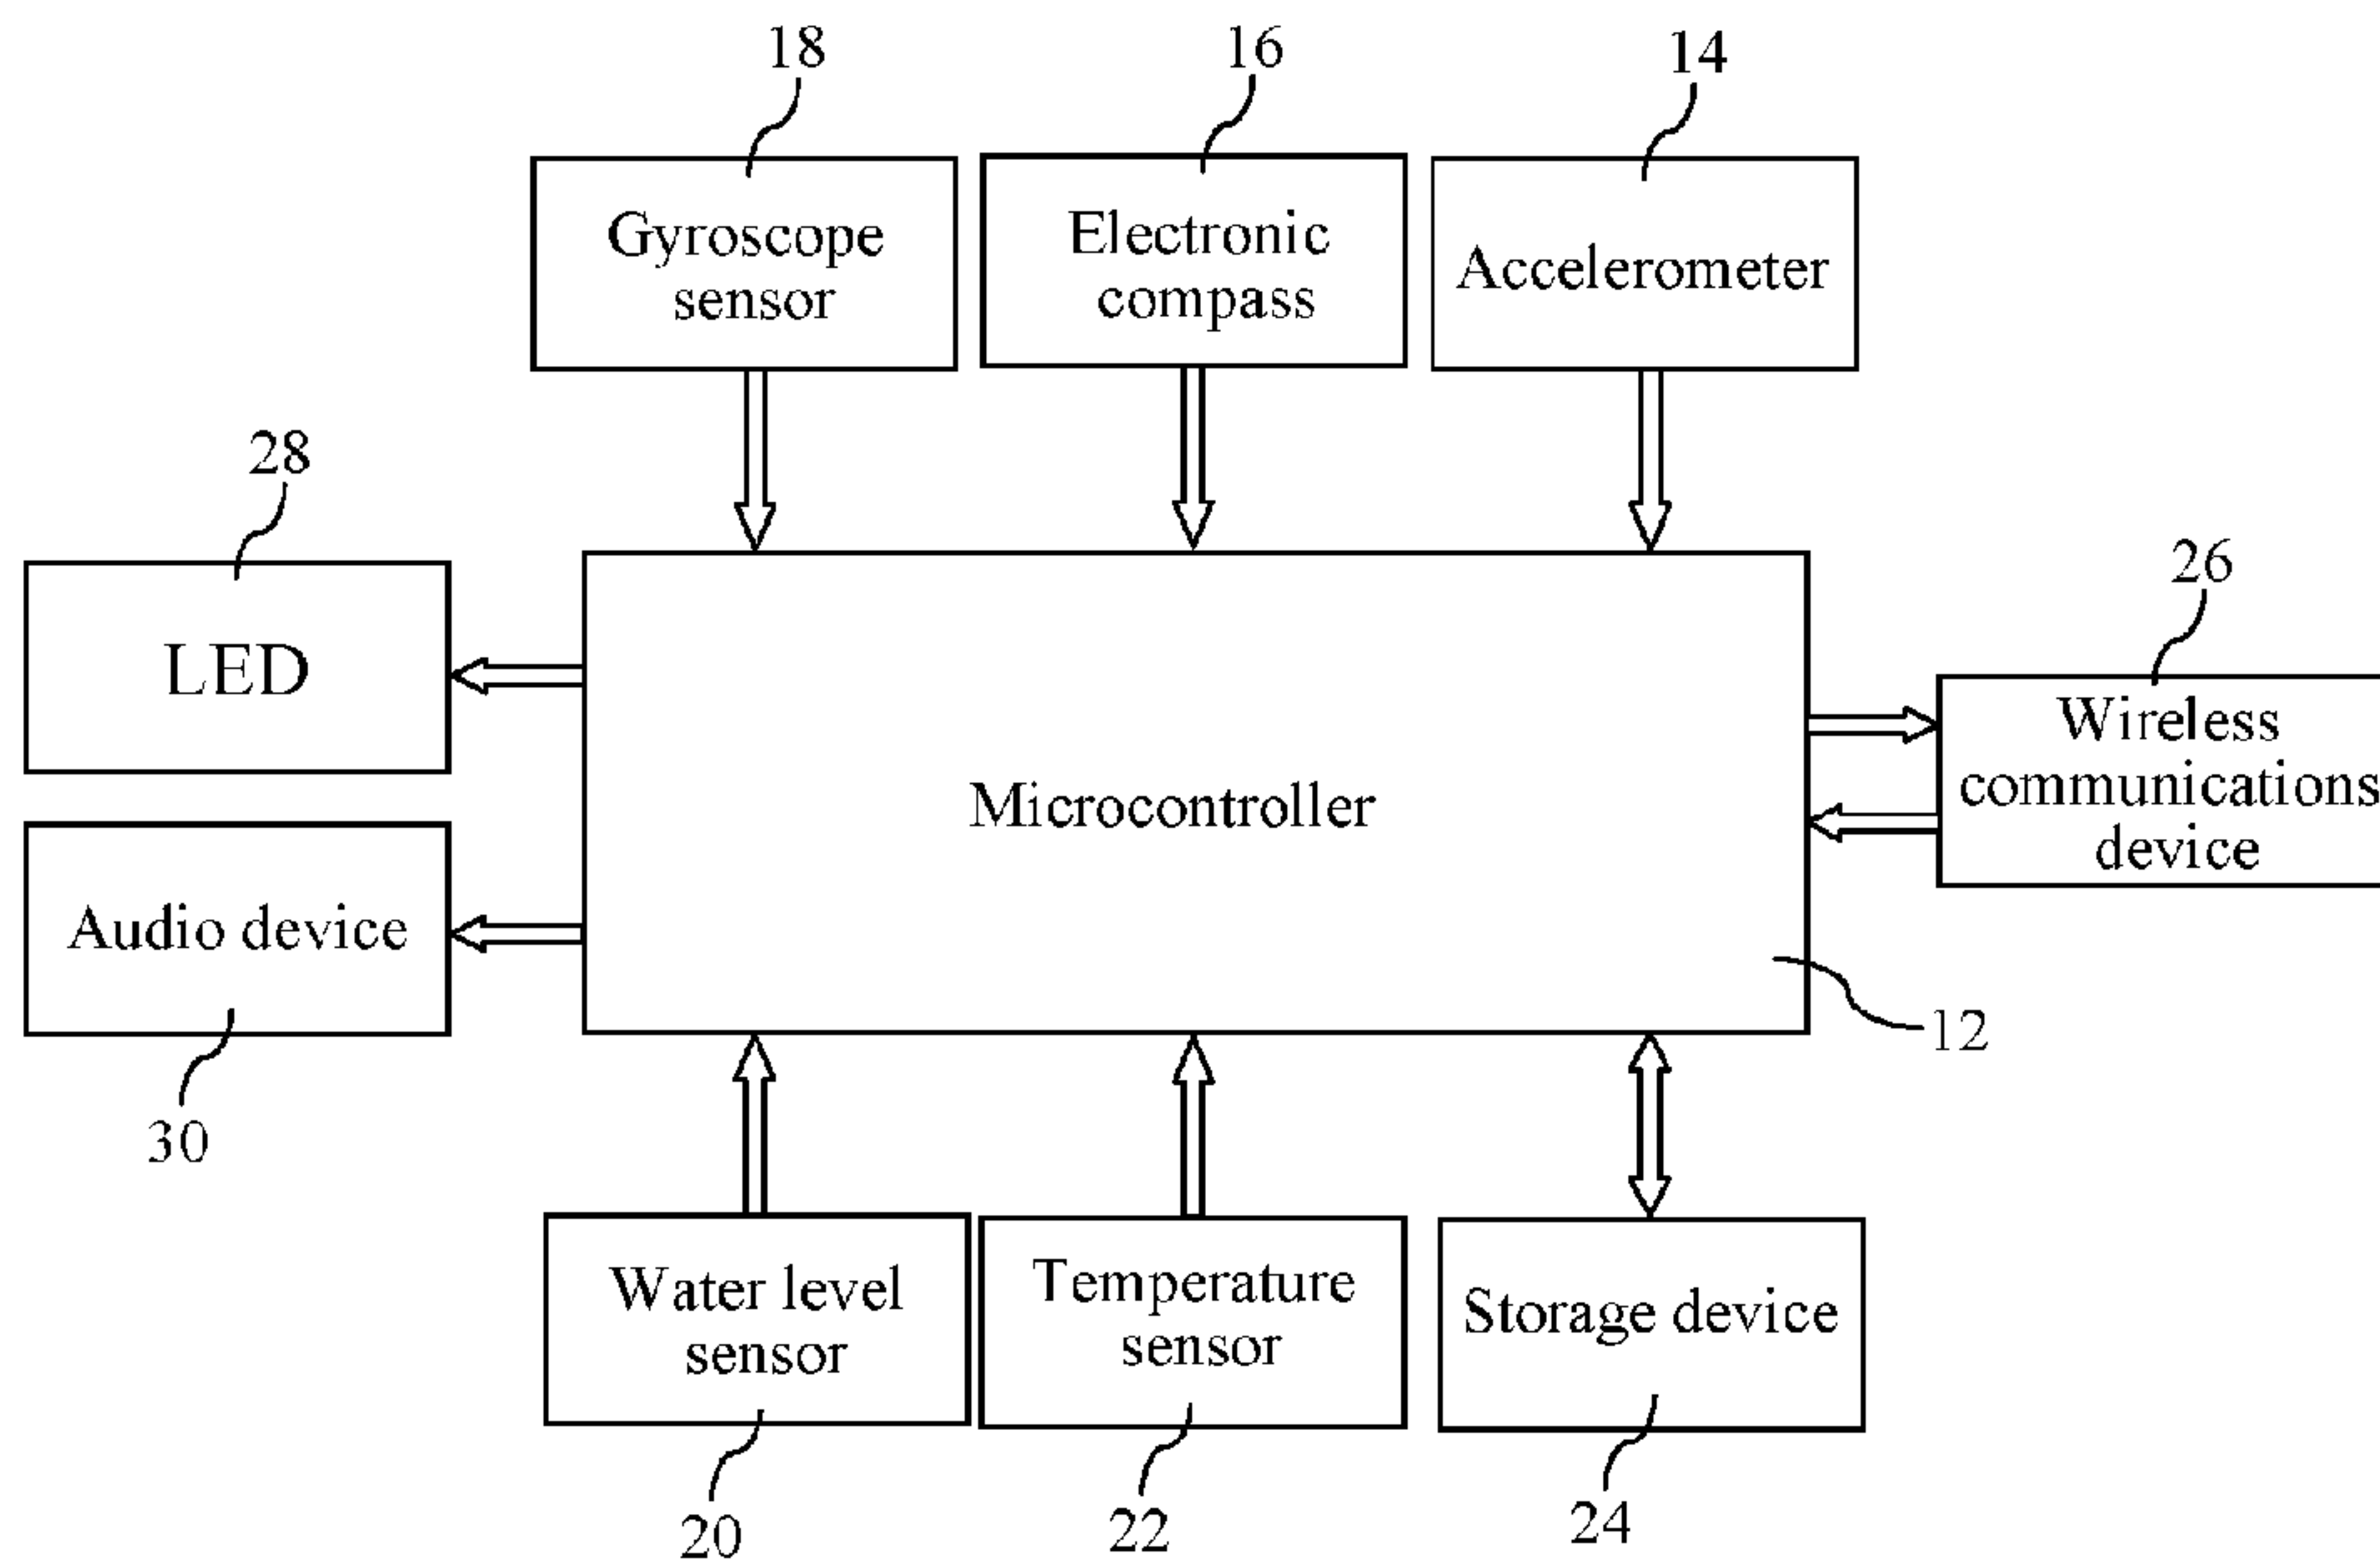 18
16
14
Gyroscope
sensor
Electronic
compass
Accelerometer
28
26
LED
Wireless
communications
device
Microcontroller
Audio device
12
30
Water level
sensor
Temperature
sensor
Storage device
20
22
24